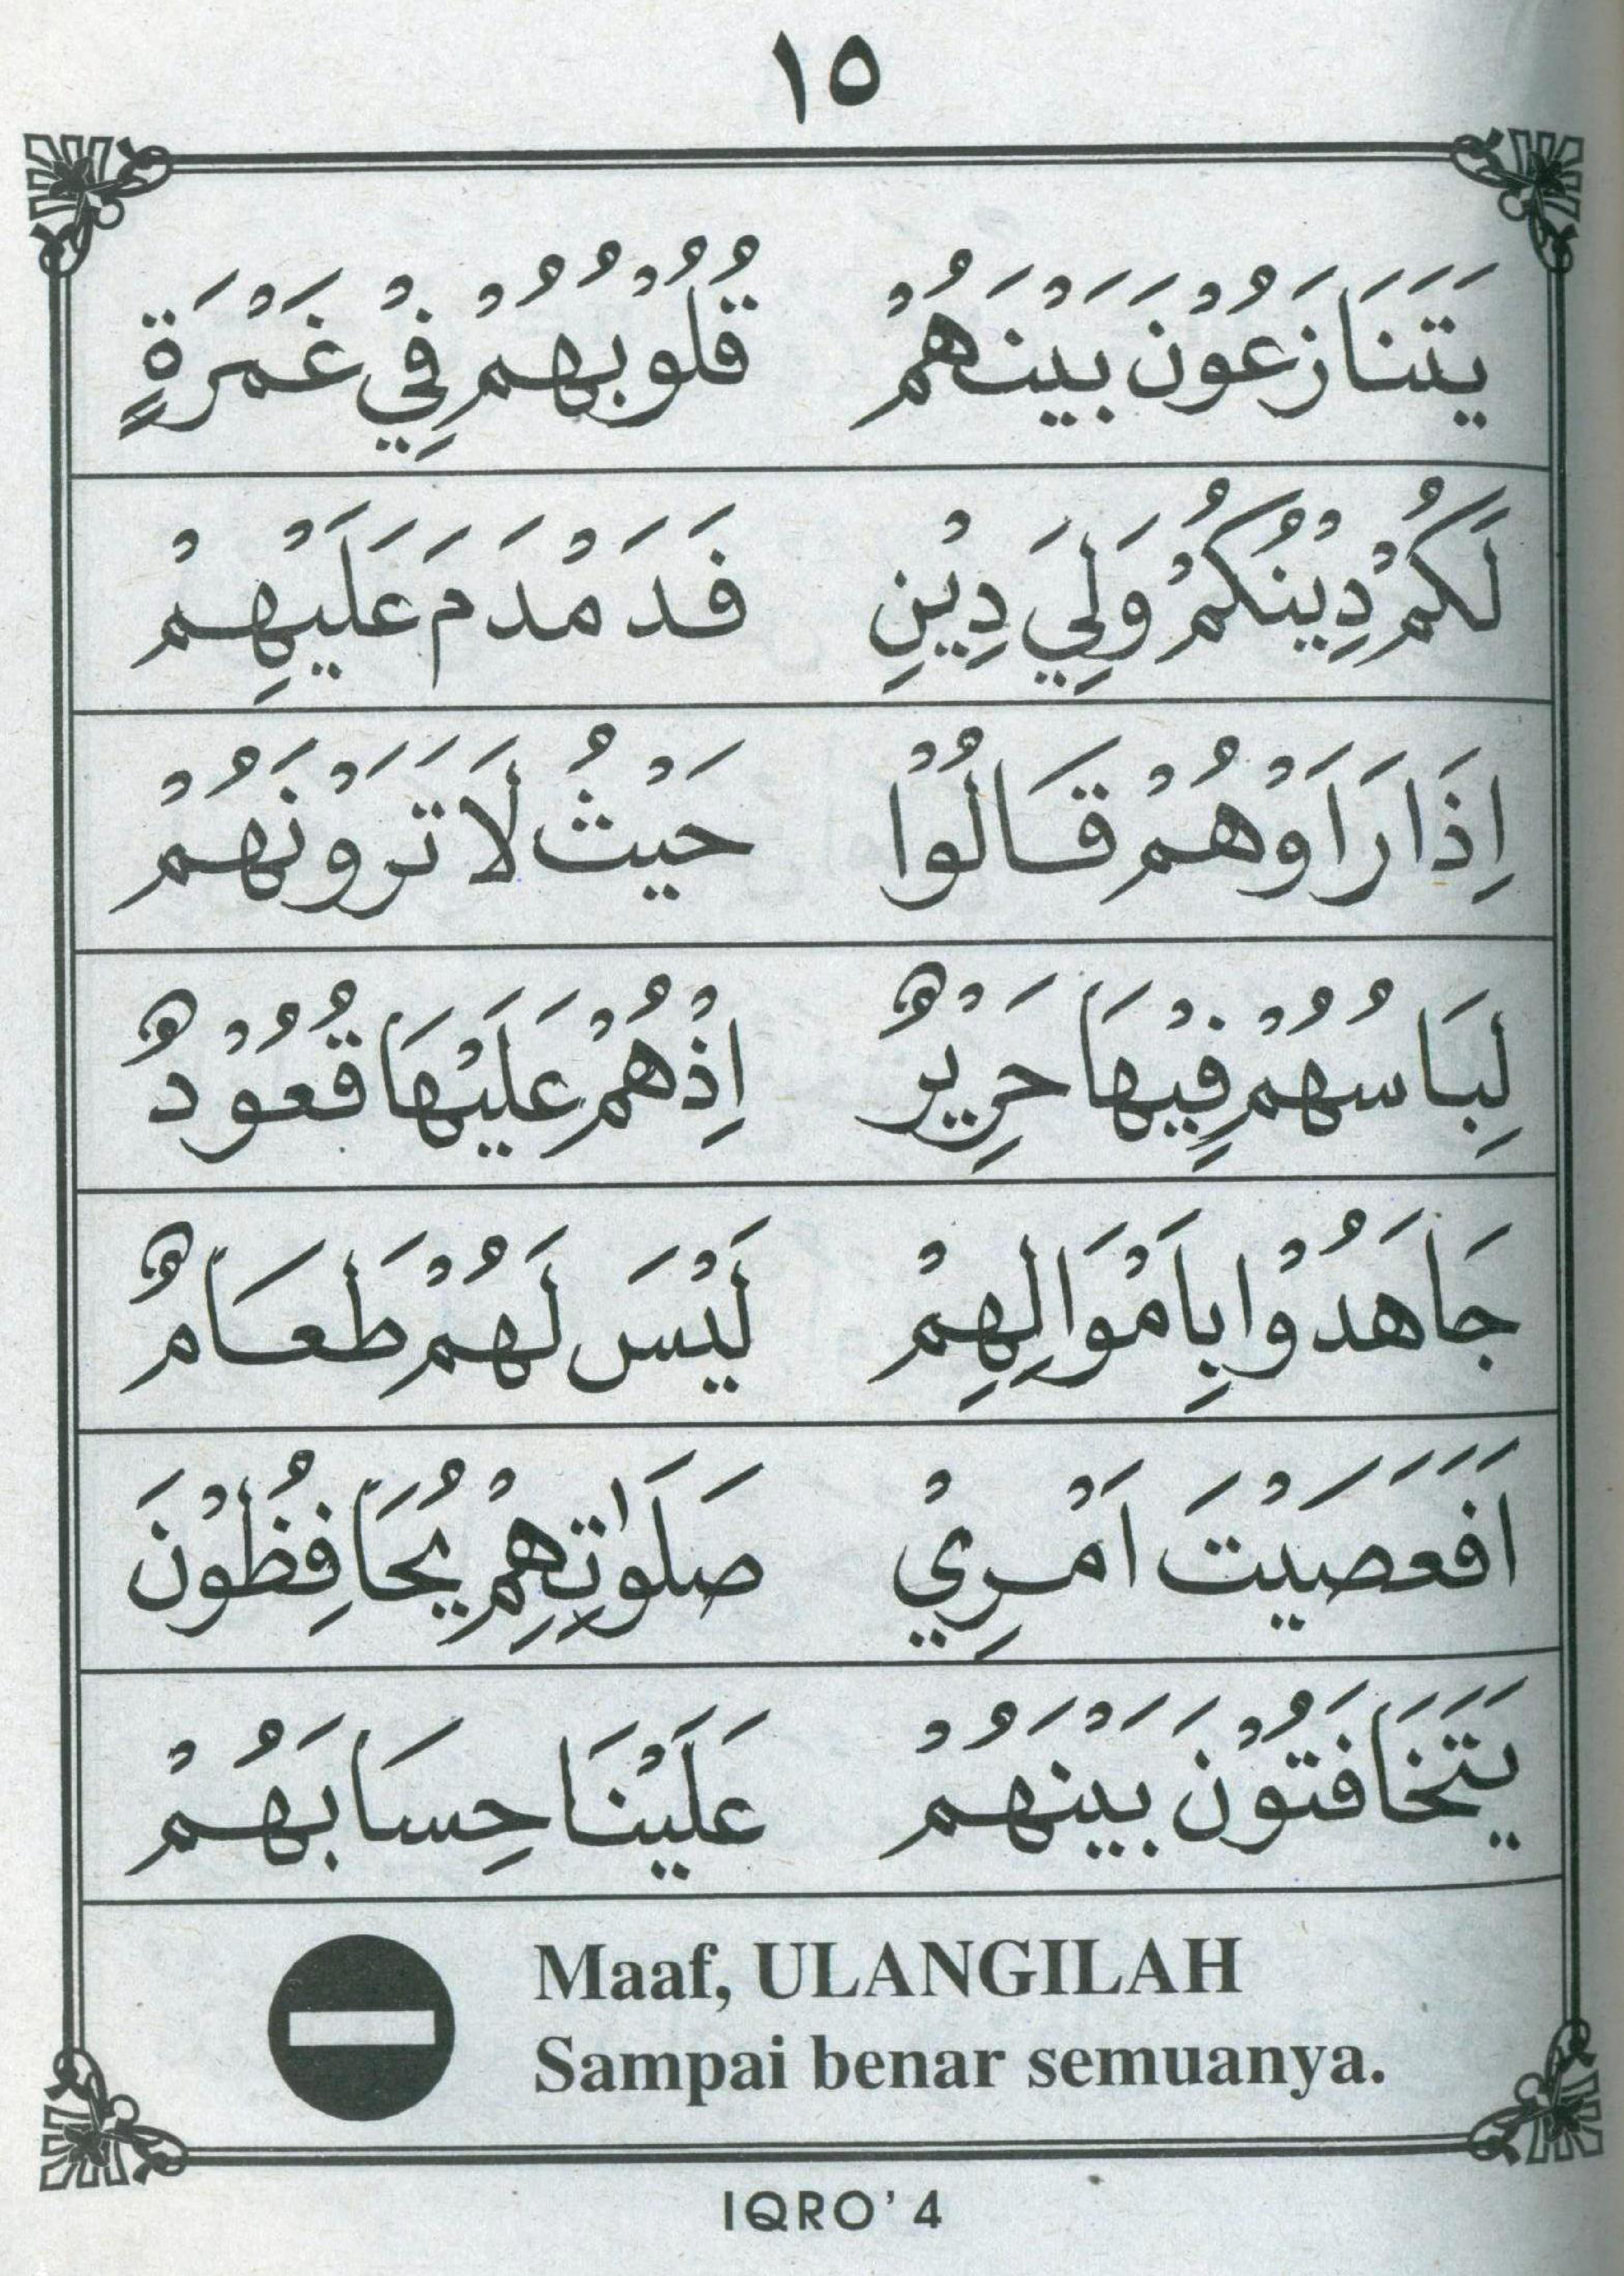 ١٥
يَتَنَازَعُوْنَ بَيْنَهُمْ قُلُوْبُهُمْ فِيْ غَمْرَةٍ
لَكُمْ دِيْنُكُمْ وَلِيَ دِيْنِ فَدَمْدَمَ عَلَيْهِمْ
اِذَا رَاَوْهُمْ قَالُوْا حَيْثُ لَا تَرَوْنَهُمْ
لِبَاسُهُمْ فِيْهَا حَرِيْرٌ اِذْهُمْ عَلَيْهَا قُعُوْدٌ
جَاهَدُوْا بِاَمْوَالِهِمْ لَيْسَ لَهُمْ طَعَامٌ
اَفَعَصَيْتَ اَمْرِيْ صَلَوٰتِهِمْ يُحَافِظُوْنَ
يَتَخَافَتُوْنَ بَيْنَهُمْ عَلَيْنَا حِسَابَهُمْ
Maaf, ULANGILAH
Sampai benar semuanya.
IQRO' 4